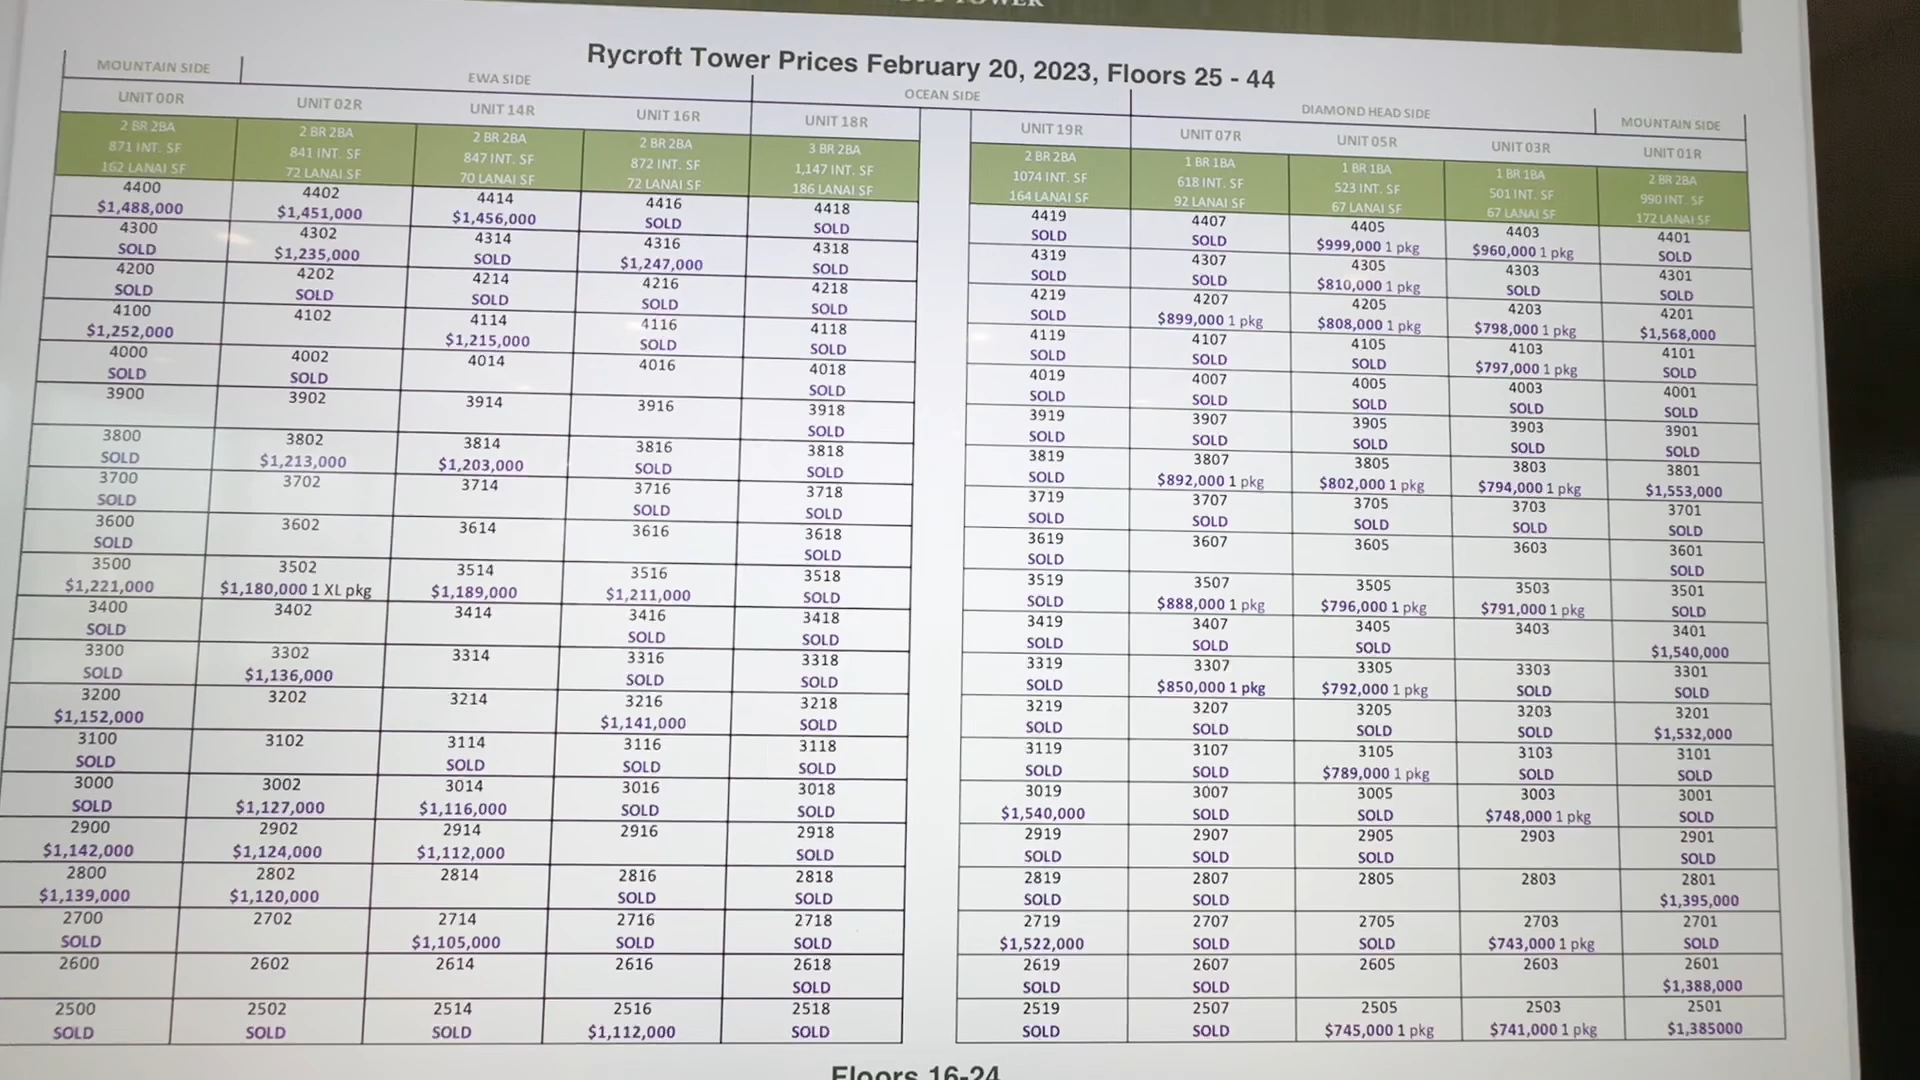 TOWER
Rycroft Tower Prices February 20, 2023, Floors 25 - 44
MOUNTAIN SIDE EWA SIDE OCEAN SIDE DIAMOND HEAD SIDE MOUNTAIN SIDE
UNIT 00R UNIT 02R UNIT 14R UNIT 16R UNIT 18R UNIT 19R UNIT 07R UNIT 05R UNIT 03R UNIT 01R
2 BR 2BA 2 BR 2BA 2 BR 2BA 2 BR 2BA 3 BR 2BA 2 BR 2BA 1 BR 1BA 1 BR 1BA 1 BR 1BA 2 BR 2BA
871 INT. SF 841 INT. SF 847 INT. SF 872 INT. SF 1,147 INT. SF 1074 INT. SF 618 INT. SF 523 INT. SF 501 INT. SF 990 INT. SF
162 LANAI SF 72 LANAI SF 70 LANAI SF 72 LANAI SF 186 LANAI SF 164 LANAI SF 92 LANAI SF 67 LANAI SF 67 LANAI SF 172 LANAI SF
4400 4402 4414 4416 4418 4419 4407 4405 4403 4401
$1,488,000 $1,451,000 $1,456,000 SOLD SOLD SOLD SOLD $999,000 1 pkg $960,000 1 pkg SOLD
4300 4302 4314 4316 4318 4319 4307 4305 4303 4301
SOLD $1,235,000 SOLD $1,247,000 SOLD SOLD SOLD $810,000 1 pkg SOLD SOLD
4200 4202 4214 4216 4218 4219 4207 4205 4203 4201
SOLD SOLD SOLD SOLD SOLD SOLD $899,000 1 pkg $808,000 1 pkg $798,000 1 pkg $1,568,000
4100 4102 4114 4116 4118 4119 4107 4105 4103 4101
$1,252,000 $1,215,000 SOLD SOLD SOLD SOLD SOLD $797,000 1 pkg SOLD
4000 4002 4014 4016 4018 4019 4007 4005 4003 4001
SOLD SOLD SOLD SOLD SOLD SOLD SOLD SOLD
3900 3902 3914 3916 3918 3919 3907 3905 3903 3901
SOLD SOLD SOLD SOLD SOLD SOLD
3800 3802 3814 3816 3818 3819 3807 3805 3803 3801
SOLD $1,213,000 $1,203,000 SOLD SOLD SOLD $892,000 1 pkg $802,000 1 pkg $794,000 1 pkg $1,553,000
3700 3702 3714 3716 3718 3719 3707 3705 3703 3701
SOLD SOLD SOLD SOLD SOLD SOLD SOLD SOLD
3600 3602 3614 3616 3618 3619 3607 3605 3603 3601
SOLD SOLD SOLD SOLD
3500 3502 3514 3516 3518 3519 3507 3505 3503 3501
$1,221,000 $1,180,000 1 XL pkg $1,189,000 $1,211,000 SOLD SOLD $888,000 1 pkg $796,000 1 pkg $791,000 1 pkg SOLD
3400 3402 3414 3416 3418 3419 3407 3405 3403 3401
SOLD SOLD SOLD SOLD SOLD SOLD $1,540,000
3300 3302 3314 3316 3318 3319 3307 3305 3303 3301
SOLD $1,136,000 SOLD SOLD SOLD $850,000 1 pkg $792,000 1 pkg SOLD SOLD
3200 3202 3214 3216 3218 3219 3207 3205 3203 3201
$1,152,000 $1,141,000 SOLD SOLD SOLD SOLD SOLD $1,532,000
3100 3102 3114 3116 3118 3119 3107 3105 3103 3101
SOLD SOLD SOLD SOLD SOLD SOLD $789,000 1 pkg SOLD SOLD
3000 3002 3014 3016 3018 3019 3007 3005 3003 3001
SOLD $1,127,000 $1,116,000 SOLD SOLD $1,540,000 SOLD SOLD $748,000 1 pkg SOLD
2900 2902 2914 2916 2918 2919 2907 2905 2903 2901
$1,142,000 $1,124,000 $1,112,000 SOLD SOLD SOLD SOLD SOLD
2800 2802 2814 2816 2818 2819 2807 2805 2803 2801
$1,139,000 $1,120,000 SOLD SOLD SOLD SOLD $1,395,000
2700 2702 2714 2716 2718 2719 2707 2705 2703 2701
SOLD $1,105,000 SOLD SOLD $1,522,000 SOLD SOLD $743,000 1 pkg SOLD
2600 2602 2614 2616 2618 2619 2607 2605 2603 2601
SOLD SOLD SOLD $1,388,000
2500 2502 2514 2516 2518 2519 2507 2505 2503 2501
SOLD SOLD SOLD $1,112,000 SOLD SOLD SOLD $745,000 1 pkg $741,000 1 pkg $1,385000
Floors 16-24